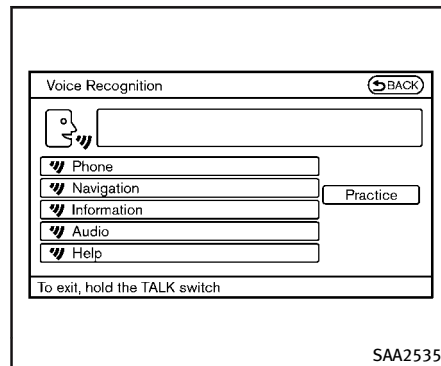 Voice Recognition
BACK
Phone
Navigation
Practice
Information
Audio
Help
To exit, hold the TALK switch
SAA2535